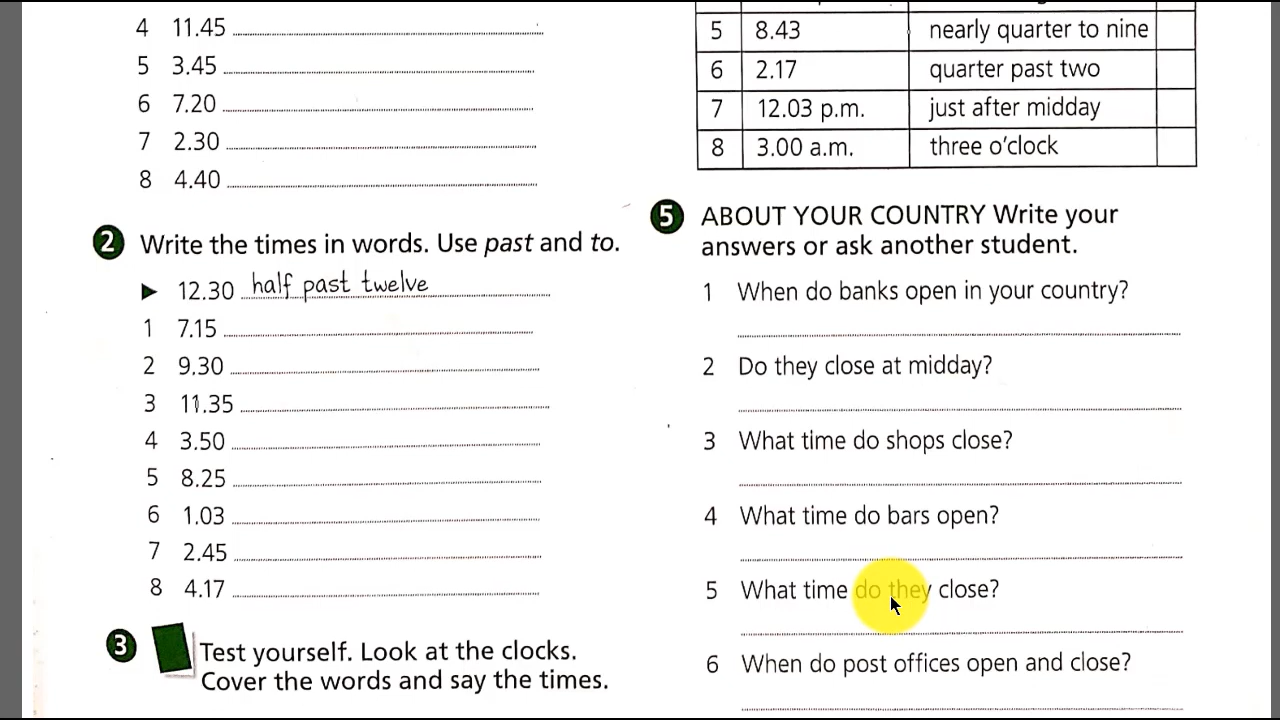 4 11.45
5 3.45
6 7.20
7 2.30
8 4.40
2 Write the times in words. Use past and to.
▶ 12.30 half past twelve
1 7.15
2 9.30
3 11.35
4 3.50
5 8.25
6 1.03
7 2.45
8 4.17
3 Test yourself. Look at the clocks.
Cover the words and say the times.
5 8.43 nearly quarter to nine
6 2.17 quarter past two
7 12.03 p.m. just after midday
8 3.00 a.m. three o'clock
5 ABOUT YOUR COUNTRY Write your
answers or ask another student.
1 When do banks open in your country?
2 Do they close at midday?
3 What time do shops close?
4 What time do bars open?
5 What time do they close?
6 When do post offices open and close?